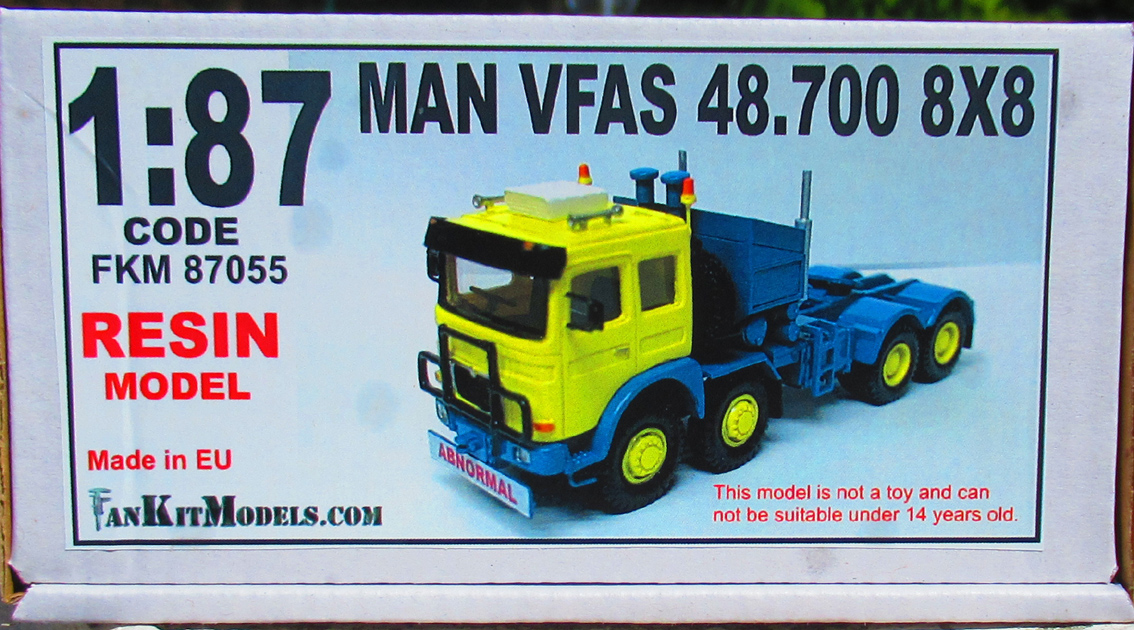 1:87
MAN VFAS 48.700 8X8
CODE
FKM 87055
RESIN
MODEL
Made in EU
FANKITMODELS.COM
ABNORMAL
This model is not a toy and can
not be suitable under 14 years old.